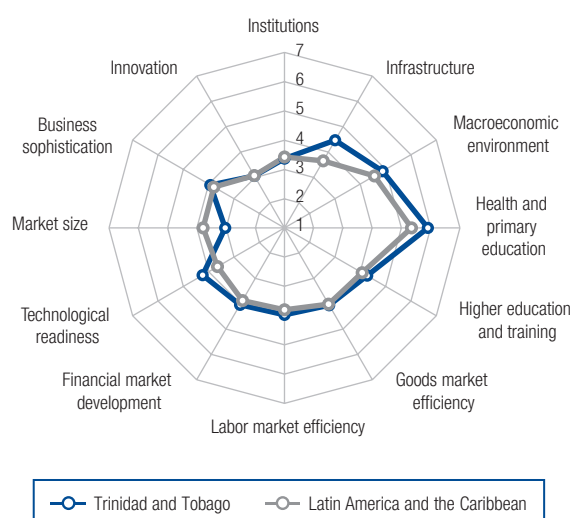 Institutions
7
6
5
4
3
2
1
Infrastructure
Macroeconomic
environment
Health and
primary
education
Higher education
and training
Goods market
efficiency
Labor market efficiency
Financial market
development
Technological
readiness
Market size
Business
sophistication
Innovation
Trinidad and Tobago
Latin America and the Caribbean